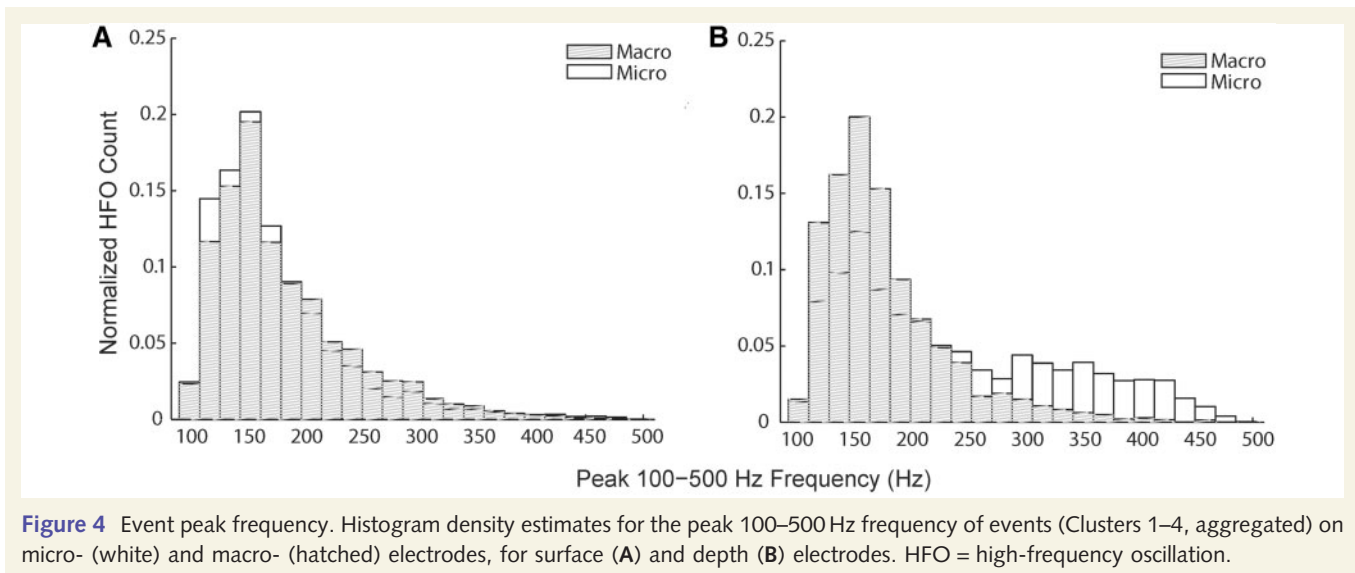 A
0.25
0.2
0.15
0.1
0.05
0
Normalized HFO Count
Macro
Micro
100 150 200 250 300 350 400 450 500
B
0.25
0.2
0.15
0.1
0.05
0
Macro
Micro
100 150 200 250 300 350 400 450 500
Peak 100–500 Hz Frequency (Hz)
Figure 4 Event peak frequency. Histogram density estimates for the peak 100–500 Hz frequency of events (Clusters 1–4, aggregated) on
micro- (white) and macro- (hatched) electrodes, for surface (A) and depth (B) electrodes. HFO = high-frequency oscillation.